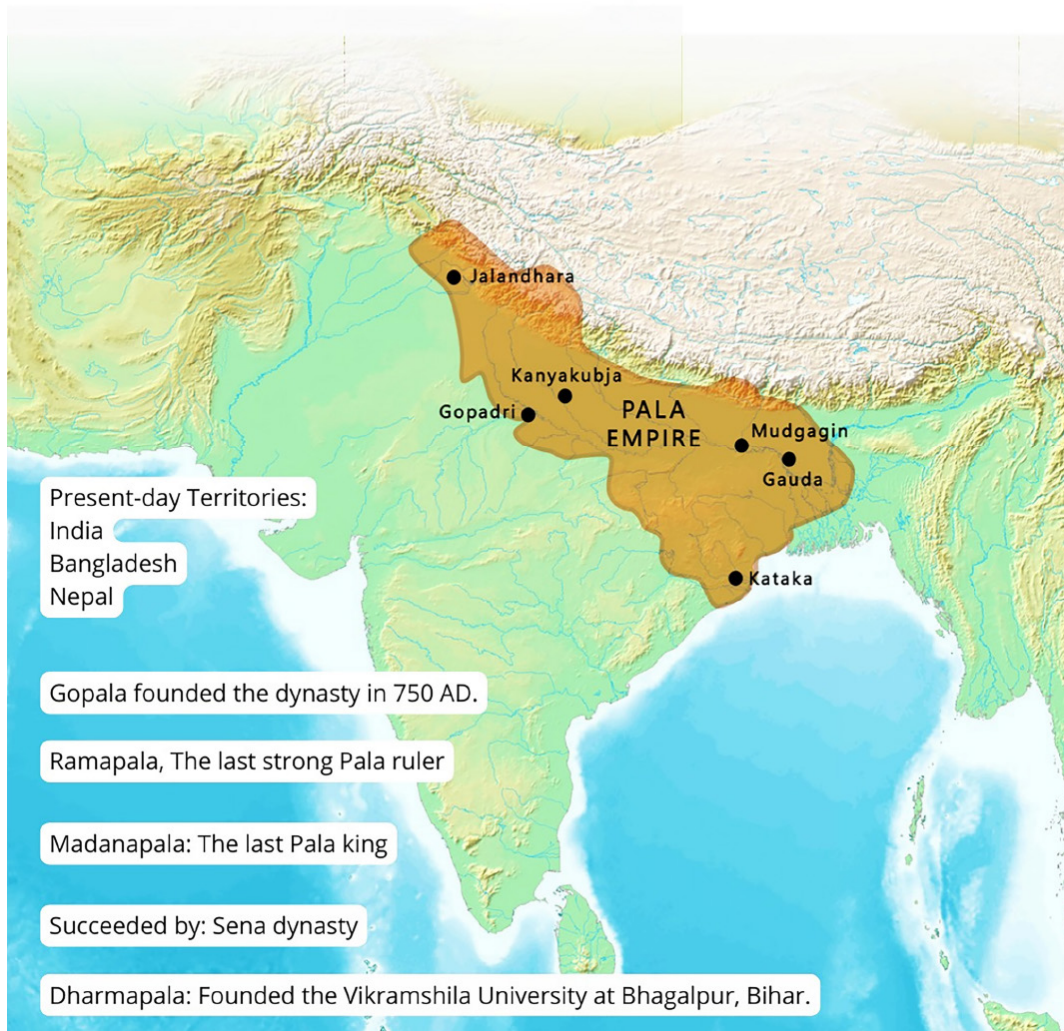 Jalandhara
Kanyakubja
Gopadri
PALA
EMPIRE
Mudgagin
Gauda
Kataka
Present-day Territories:
India
Bangladesh
Nepal
Gopala founded the dynasty in 750 AD.
Ramapala, The last strong Pala ruler
Madanapala: The last Pala king
Succeeded by: Sena dynasty
Dharmapala: Founded the Vikramshila University at Bhagalpur, Bihar.